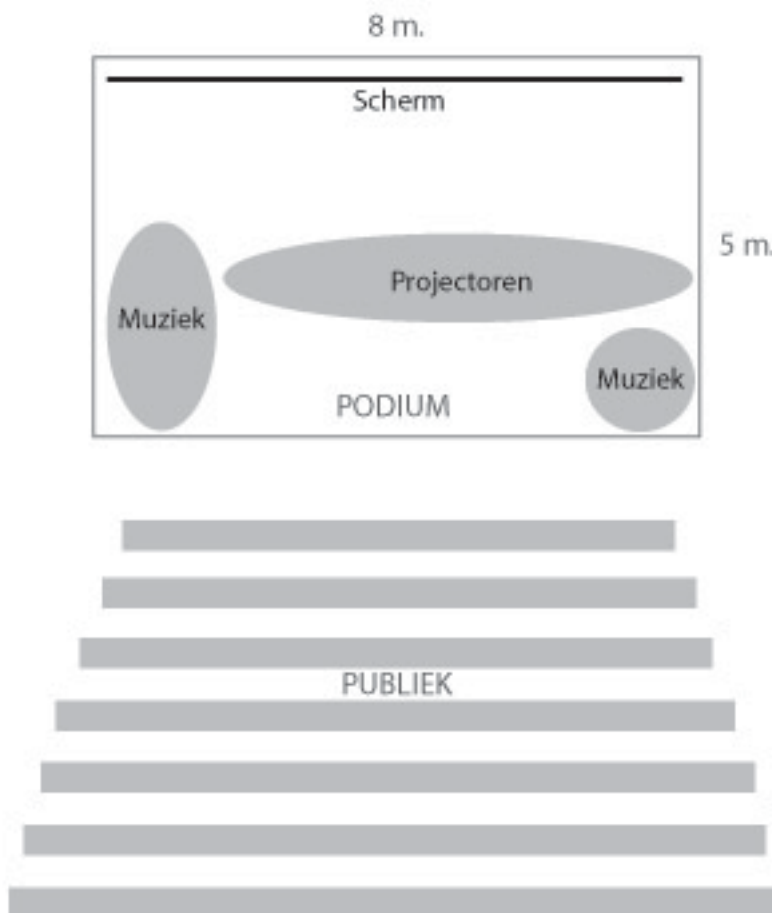 8 m.
Scherm
5 m.
Projectoren
Muziek
Muziek
PODIUM
PUBLIEK